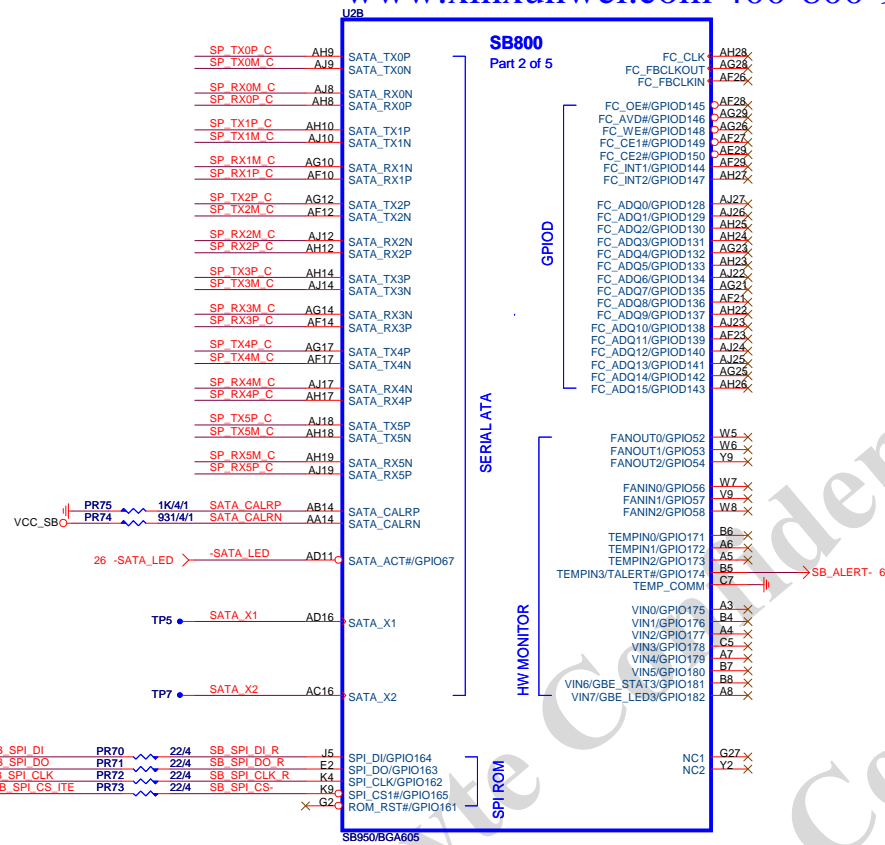 U2B
SB800
Part 2 of 5
SP_TX0P_C AH9 SATA_TX0P
SP_TX0M_C AJ9 SATA_TX0N
SP_RX0M_C AJ8 SATA_RX0N
SP_RX0P_C AH8 SATA_RX0P
SP_TX1P_C AH10 SATA_TX1P
SP_TX1M_C AJ10 SATA_TX1N
SP_RX1M_C AG10 SATA_RX1N
SP_RX1P_C AF10 SATA_RX1P
SP_TX2P_C AG12 SATA_TX2P
SP_TX2M_C AF12 SATA_TX2N
SP_RX2M_C AJ12 SATA_RX2N
SP_RX2P_C AH12 SATA_RX2P
SP_TX3P_C AH14 SATA_TX3P
SP_TX3M_C AJ14 SATA_TX3N
SP_RX3M_C AG14 SATA_RX3N
SP_RX3P_C AF14 SATA_RX3P
SP_TX4P_C AG17 SATA_TX4P
SP_TX4M_C AF17 SATA_TX4N
SP_RX4M_C AJ17 SATA_RX4N
SP_RX4P_C AH17 SATA_RX4P
SP_TX5P_C AJ18 SATA_TX5P
SP_TX5M_C AH18 SATA_TX5N
SP_RX5M_C AH19 SATA_RX5N
SP_RX5P_C AJ19 SATA_RX5P
PR75 1K/4/1 SATA_CALRP AB14 SATA_CALRP
VCC_SB PR74 931/4/1 SATA_CALRN AA14 SATA_CALRN
26 -SATA_LED -SATA_LED AD11 SATA_ACT#/GPIO67
TP5 SATA_X1 AD16 SATA_X1
TP7 SATA_X2 AC16 SATA_X2
SERIAL ATA
B_SPI_DI PR70 22/4 SB_SPI_DI_R J5 SPI_DI/GPIO164
B_SPI_DO PR71 22/4 SB_SPI_DO_R E2 SPI_DO/GPIO163
B_SPI_CLK PR72 22/4 SB_SPI_CLK_R K4 SPI_CLK/GPIO162
SB_SPI_CS_ITE PR73 22/4 SB_SPI_CS- K9 SPI_CS1#/GPIO165
G2 ROM_RST#/GPIO161
SPI ROM
FC_CLK AH28
FC_FBCLKOUT AG28
FC_FBCLKIN AF26
FC_OE#/GPIOD145 AF28
FC_AVD#/GPIOD146 AG29
FC_WE#/GPIOD148 AG26
FC_CE1#/GPIOD149 AF27
FC_CE2#/GPIOD150 AE29
FC_INT1/GPIOD144 AF29
FC_INT2/GPIOD147 AH27
FC_ADQ0/GPIOD128 AJ27
FC_ADQ1/GPIOD129 AJ26
FC_ADQ2/GPIOD130 AH25
FC_ADQ3/GPIOD131 AH24
FC_ADQ4/GPIOD132 AG23
FC_ADQ5/GPIOD133 AH23
FC_ADQ6/GPIOD134 AJ22
FC_ADQ7/GPIOD135 AG21
FC_ADQ8/GPIOD136 AF21
FC_ADQ9/GPIOD137 AH22
FC_ADQ10/GPIOD138 AJ23
FC_ADQ11/GPIOD139 AF23
FC_ADQ12/GPIOD140 AJ24
FC_ADQ13/GPIOD141 AJ25
FC_ADQ14/GPIOD142 AG25
FC_ADQ15/GPIOD143 AH26
GPIOD
FANOUT0/GPIO52 W5
FANOUT1/GPIO53 W6
FANOUT2/GPIO54 Y9
FANIN0/GPIO56 W7
FANIN1/GPIO57 V9
FANIN2/GPIO58 W8
TEMPIN0/GPIO171 B6
TEMPIN1/GPIO172 A6
TEMPIN2/GPIO173 A5
TEMPIN3/TALERT#/GPIO174 B5 SB_ALERT- 6
TEMP_COMM C7
VIN0/GPIO175 A3
VIN1/GPIO176 B4
VIN2/GPIO177 A4
VIN3/GPIO178 C5
VIN4/GPIO179 A7
VIN5/GPIO180 B7
VIN6/GBE_STAT3/GPIO181 B8
VIN7/GBE_LED3/GPIO182 A8
HW MONITOR
NC1 G27
NC2 Y2
SB950/BGA605